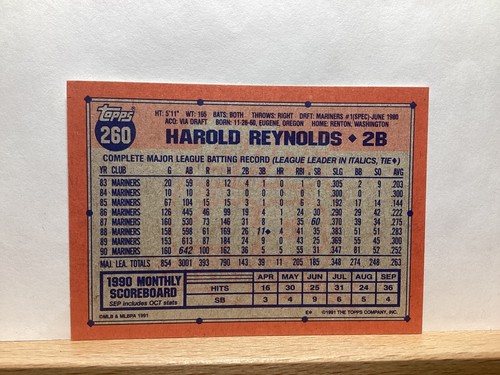 Topps
260
HT: 5'11" WT: 165 BATS: BOTH THROWS: RIGHT DRFT: MARINERS #1(SPEC)-JUNE 1980
ACQ: VIA DRAFT BORN: 11-26-60, EUGENE, OREGON HOME: RENTON, WASHINGTON
HAROLD REYNOLDS ◆ 2B
COMPLETE MAJOR LEAGUE BATTING RECORD (LEAGUE LEADER IN ITALICS, TIE◆)
YR CLUB G AB R H 2B 3B HR RBI SB SLG BB SO AVG
83 MARINERS 20 59 8 12 4 1 0 1 0 .305 2 9 .203
84 MARINERS 10 10 3 3 0 0 0 0 1 .300 0 1 .300
85 MARINERS 67 104 15 15 3 1 0 6 3 .192 17 14 .144
86 MARINERS 126 445 46 99 19 4 1 24 30 .290 29 42 .222
87 MARINERS 160 530 73 146 31 8 1 35 60 .370 39 34 .275
88 MARINERS 158 598 61 169 26 11◆ 4 41 35 .383 51 51 .283
89 MARINERS 153 613 87 184 24 9 0 43 25 .369 55 45 .300
90 MARINERS 160 642 100 162 36 5 5 55 31 .347 81 52 .252
MAJ. LEA. TOTALS 854 3001 393 790 143 39 11 205 185 .348 274 248 .263
1990 MONTHLY SCOREBOARD APR MAY JUN JUL AUG SEP
HITS 16 30 25 31 24 36
SEP includes OCT stats SB 3 4 9 6 5 4
©MLB & MLBPA 1991 E* ©1991 THE TOPPS COMPANY, INC.